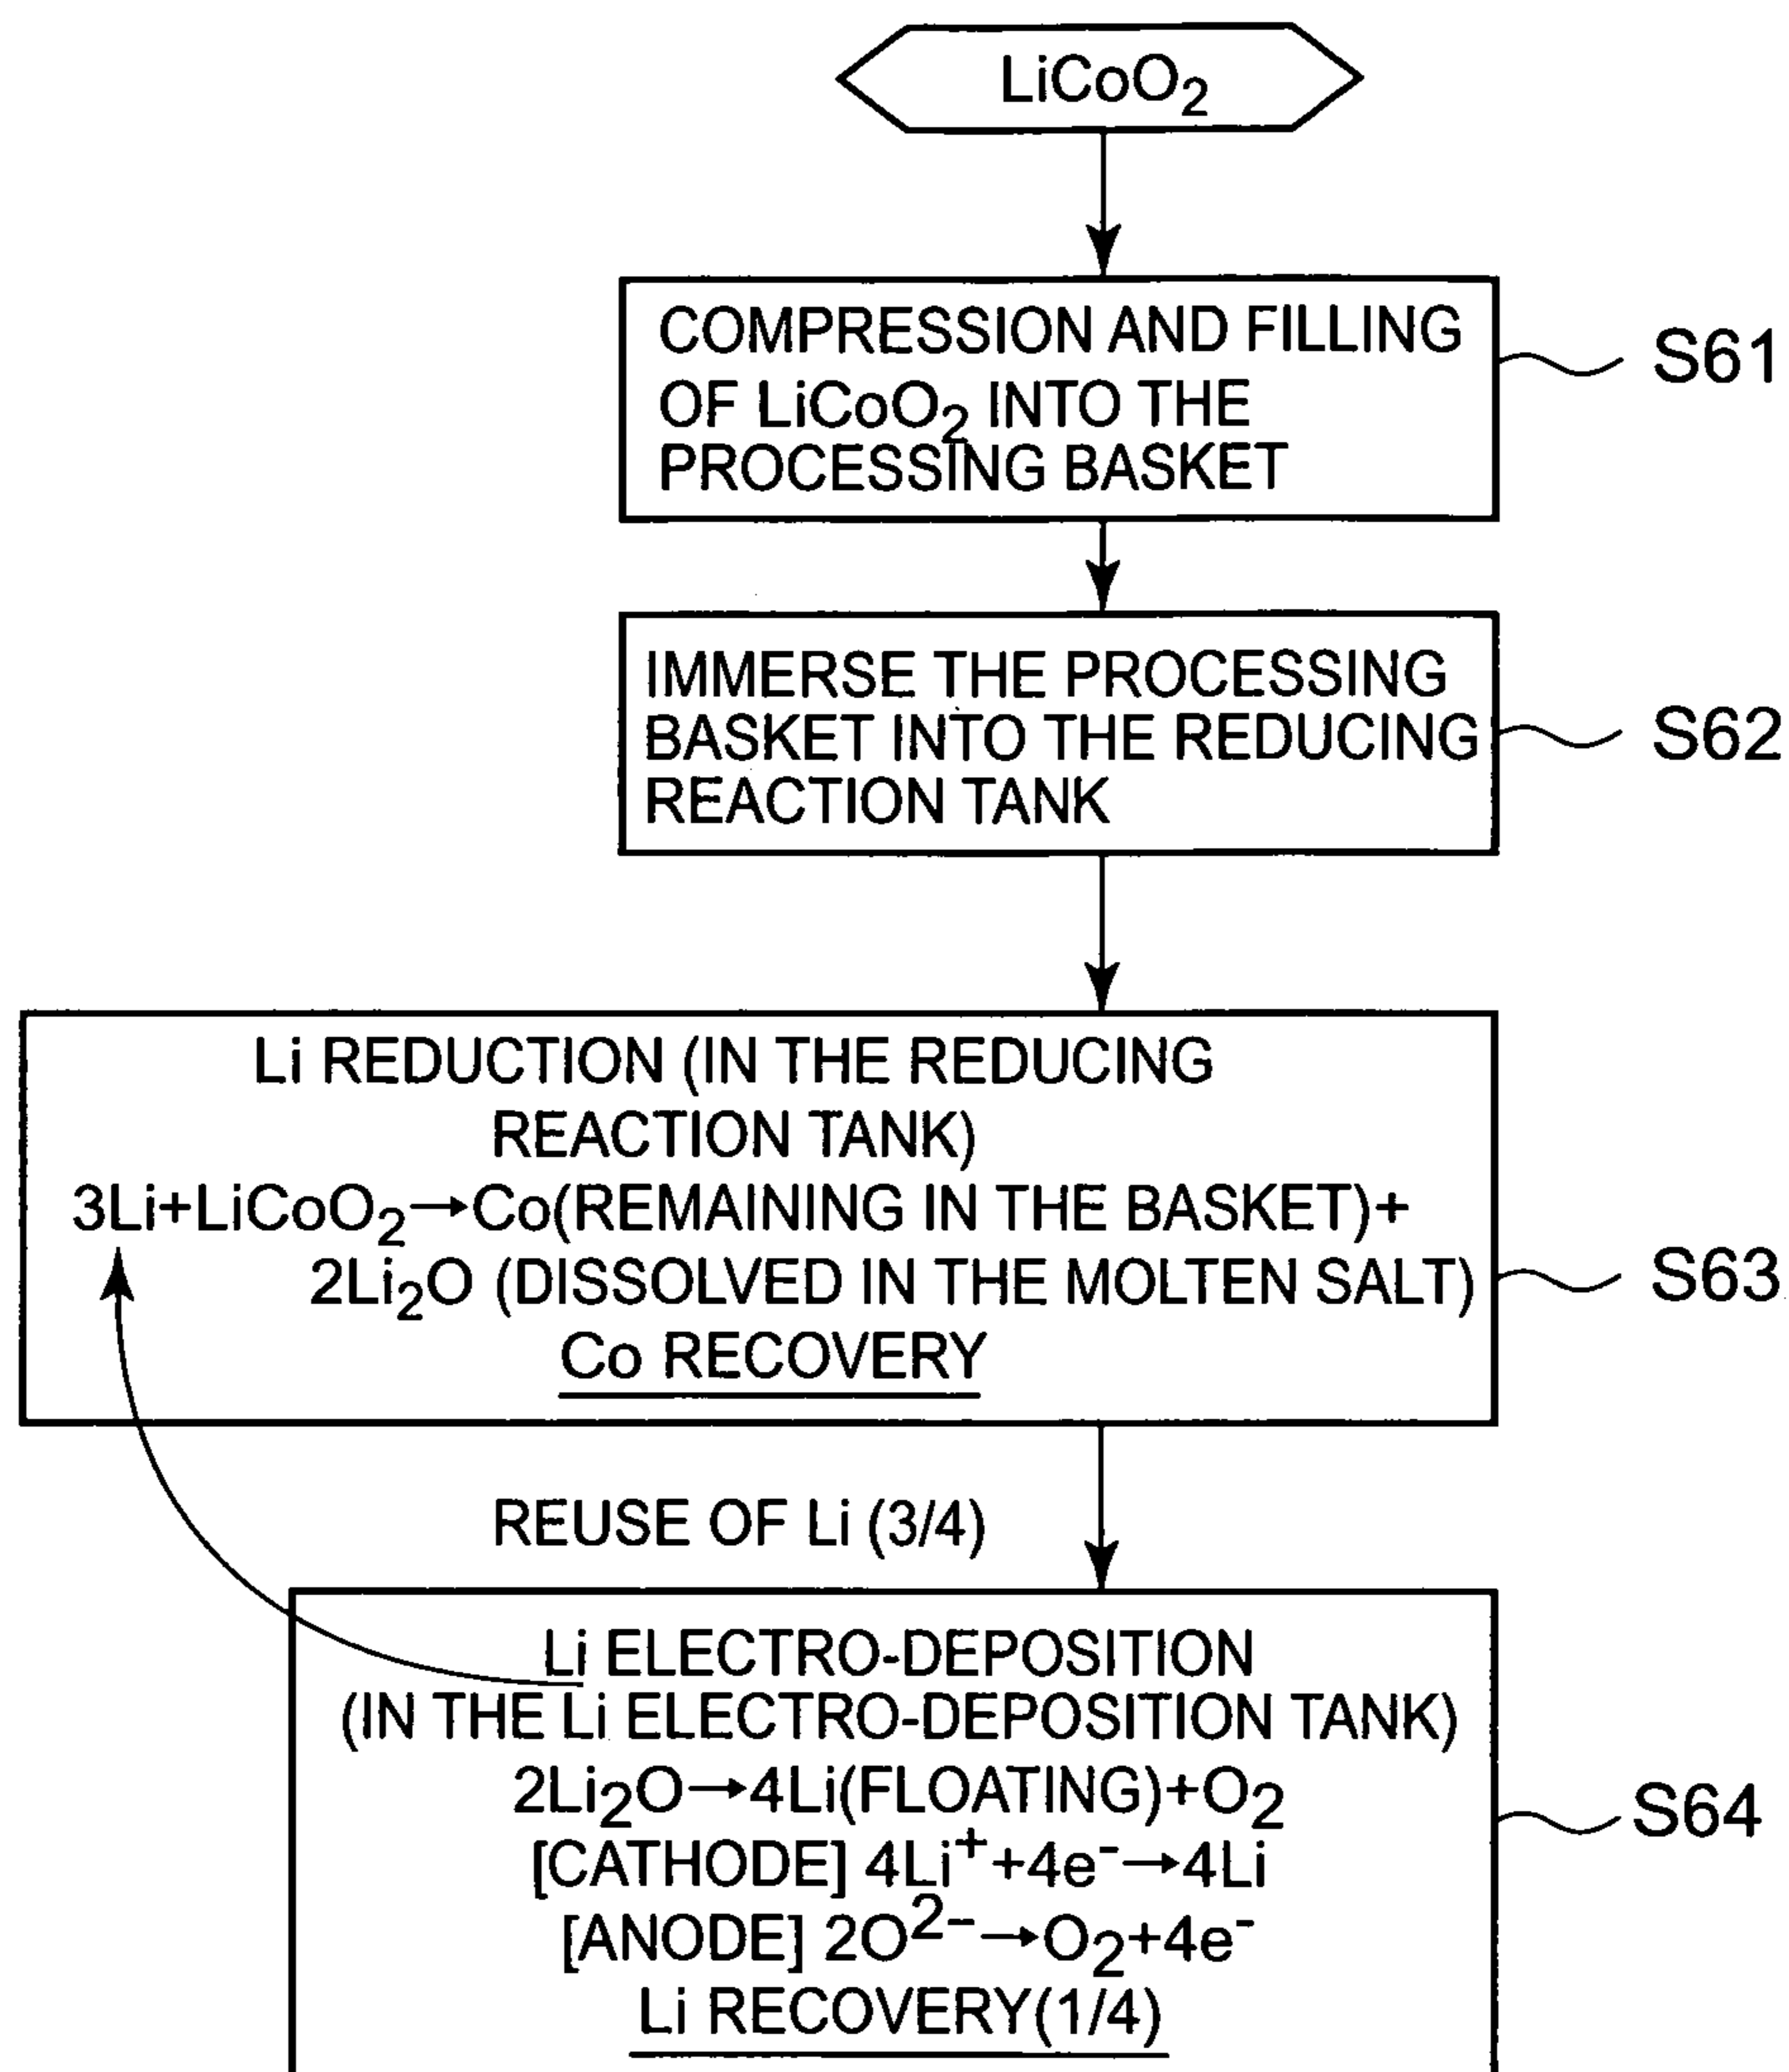 LiCoO₂
COMPRESSION AND FILLING
OF LiCoO₂ INTO THE
PROCESSING BASKET
S61
IMMERSE THE PROCESSING
BASKET INTO THE REDUCING
REACTION TANK
S62
Li REDUCTION (IN THE REDUCING
REACTION TANK)
3Li+LiCoO₂→Co(REMAINING IN THE BASKET)+
2Li₂O (DISSOLVED IN THE MOLTEN SALT)
Co RECOVERY
S63
REUSE OF Li (3/4)
Li ELECTRO-DEPOSITION
(IN THE Li ELECTRO-DEPOSITION TANK)
2Li₂O→4Li(FLOATING)+O₂
[CATHODE] 4Li⁺+4e⁻→4Li
[ANODE] 2O²⁻→O₂+4e⁻
Li RECOVERY(1/4)
S64